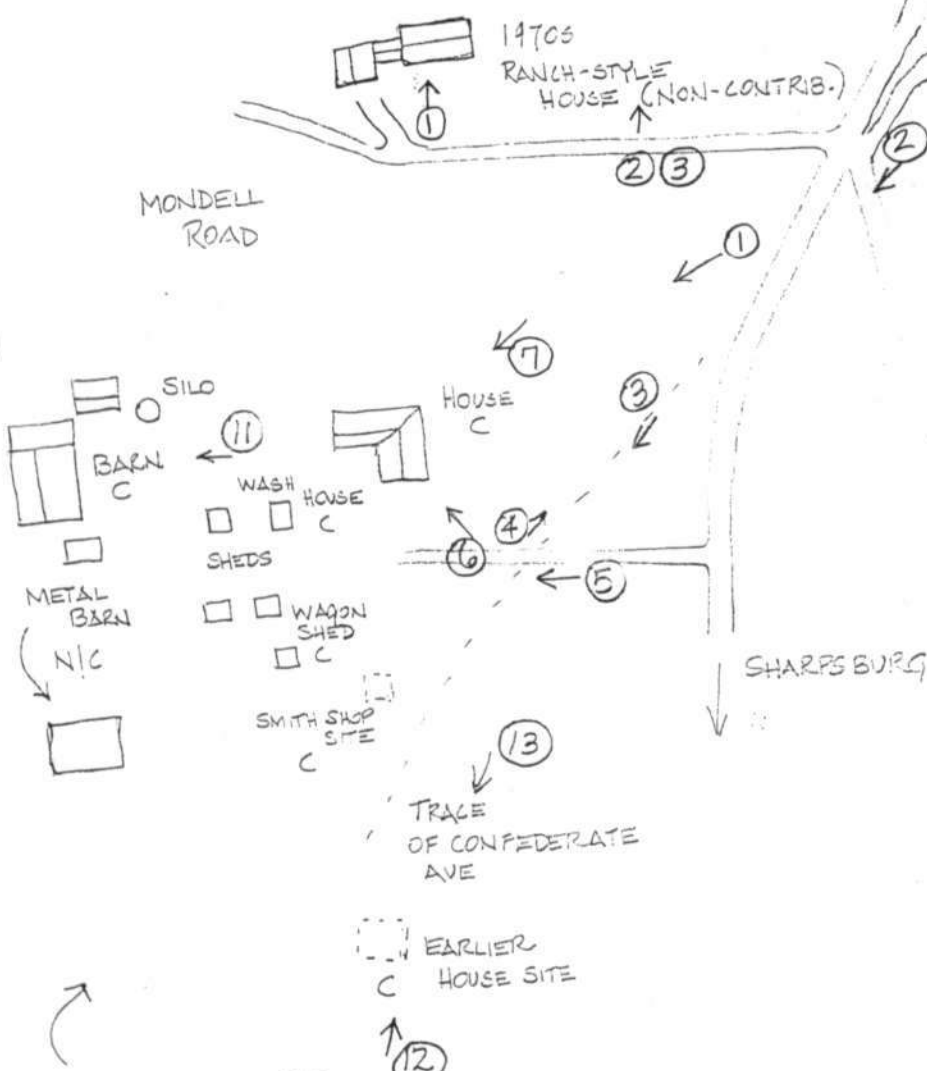 1970S
RANCH-STYLE
HOUSE (NON-CONTRIB.)
①
② ③
②
MONDELL
ROAD
①
⑦
③
SILO
HOUSE
C
⑪
BARN
C
WASH
HOUSE
C
④
⑥
⑤
SHEDS
METAL
BARN
N/C
WAGON
SHED
C
SHARPSBURG
SMITH SHOP
SITE
C
⑬
TRACE
OF CONFEDERATE
AVE
EARLIER
HOUSE SITE
C
⑫